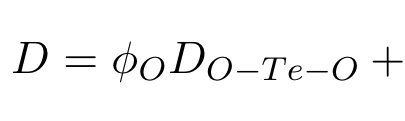 $D = \phi_O D_{O-Te-O} +$